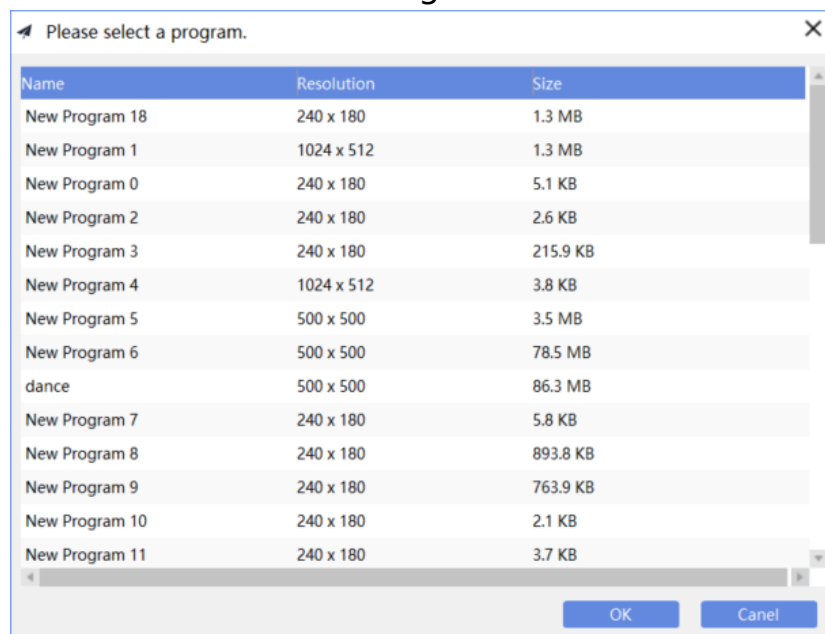 Please select a program.
Name Resolution Size
New Program 18 240 x 180 1.3 MB
New Program 1 1024 x 512 1.3 MB
New Program 0 240 x 180 5.1 KB
New Program 2 240 x 180 2.6 KB
New Program 3 240 x 180 215.9 KB
New Program 4 1024 x 512 3.8 KB
New Program 5 500 x 500 3.5 MB
New Program 6 500 x 500 78.5 MB
dance 500 x 500 86.3 MB
New Program 7 240 x 180 5.8 KB
New Program 8 240 x 180 893.8 KB
New Program 9 240 x 180 763.9 KB
New Program 10 240 x 180 2.1 KB
New Program 11 240 x 180 3.7 KB
OK Canel